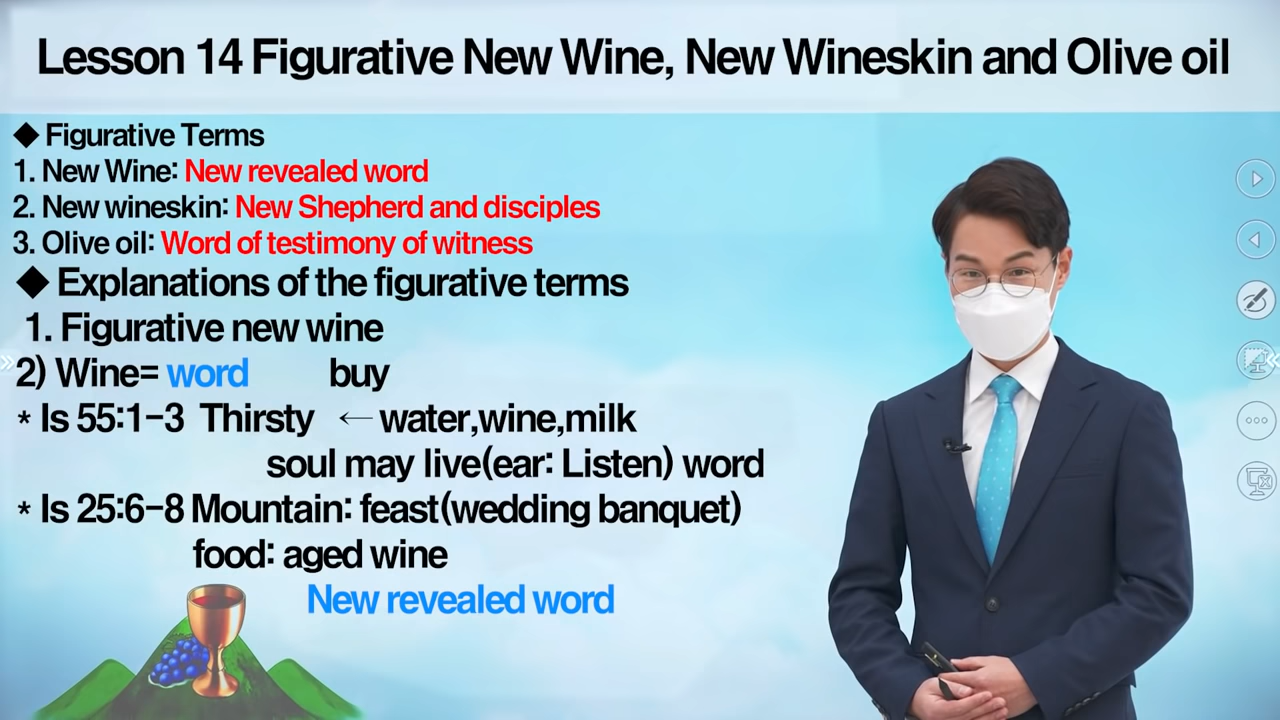 Lesson 14 Figurative New Wine, New Wineskin and Olive oil
◆ Figurative Terms
1. New Wine: New revealed word
2. New wineskin: New Shepherd and disciples
3. Olive oil: Word of testimony of witness
◆ Explanations of the figurative terms
1. Figurative new wine
2) Wine= word buy
* Is 55:1-3 Thirsty ← water,wine,milk
soul may live(ear: Listen) word
* Is 25:6-8 Mountain: feast(wedding banquet)
food: aged wine
New revealed word